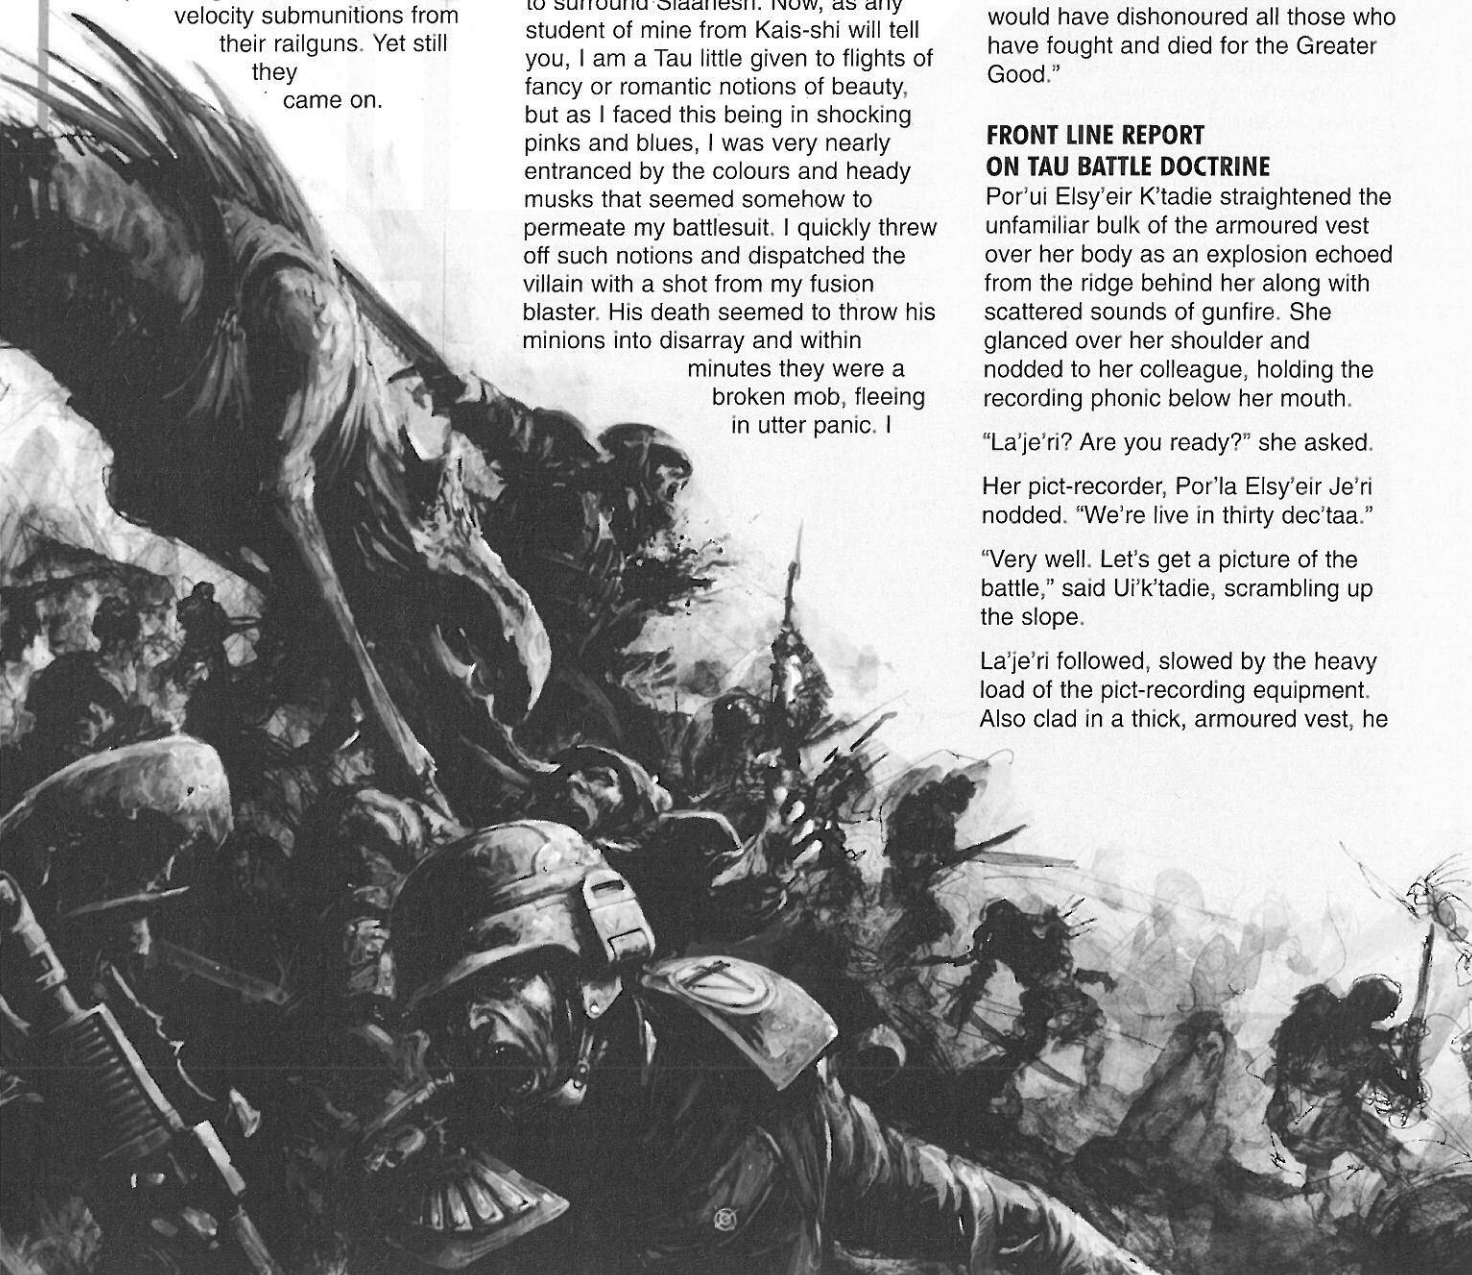 velocity submunitions from
their railguns. Yet still
they
came on.
to surround Slaanesh. Now, as any
student of mine from Kais-shi will tell
you, I am a Tau little given to flights of
fancy or romantic notions of beauty,
but as I faced this being in shocking
pinks and blues, I was very nearly
entranced by the colours and heady
musks that seemed somehow to
permeate my battlesuit. I quickly threw
off such notions and dispatched the
villain with a shot from my fusion
blaster. His death seemed to throw his
minions into disarray and within
minutes they were a
broken mob, fleeing
in utter panic. I
would have dishonoured all those who
have fought and died for the Greater
Good.”
FRONT LINE REPORT
ON TAU BATTLE DOCTRINE
Por’ui Elsy’eir K’tadie straightened the
unfamiliar bulk of the armoured vest
over her body as an explosion echoed
from the ridge behind her along with
scattered sounds of gunfire. She
glanced over her shoulder and
nodded to her colleague, holding the
recording phonic below her mouth.
“La’je’ri? Are you ready?” she asked.
Her pict-recorder, Por’la Elsy’eir Je’ri
nodded. “We’re live in thirty dec’taa.”
“Very well. Let’s get a picture of the
battle,” said Ui’k’tadie, scrambling up
the slope.
La’je’ri followed, slowed by the heavy
load of the pict-recording equipment.
Also clad in a thick, armoured vest, he